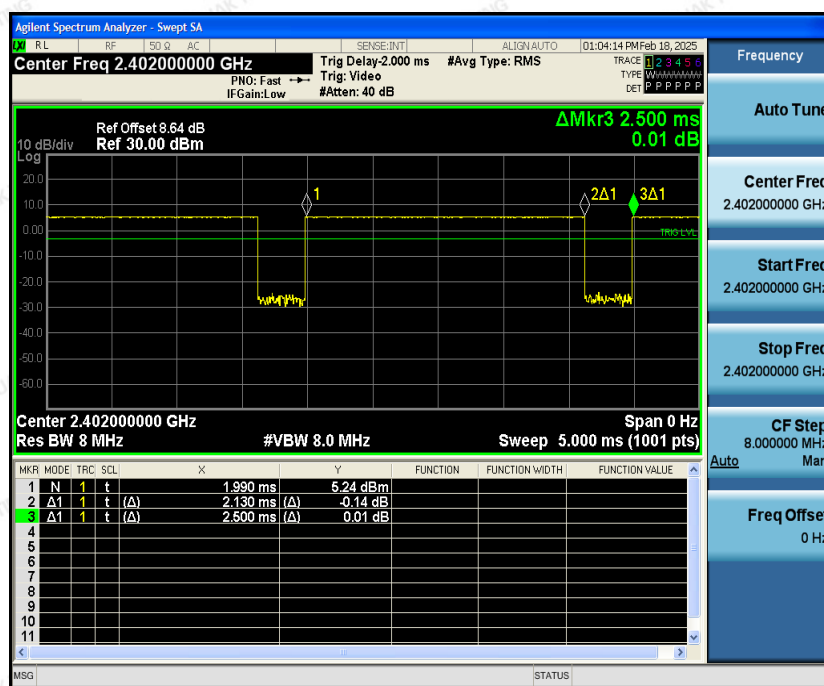 Agilent Spectrum Analyzer - Swept SA
LXI RL RF 50 Ω AC SENSE:INT ALIGN AUTO 01:04:14 PM Feb 18, 2025
Center Freq 2.402000000 GHz
Trig Delay-2.000 ms #Avg Type: RMS
TRACE 1 2 3 4 5 6
PNO: Fast
Trig: Video
TYPE W
IFGain:Low
#Atten: 40 dB
DET P P P P P P
ΔMkr3 2.500 ms
0.01 dB
Ref Offset 8.64 dB
10 dB/div Ref 30.00 dBm
Log
20.0
10.0
0.00
-10.0
-20.0
-30.0
-40.0
-50.0
-60.0
1
2Δ1
3Δ1
TRIG LVL
Center 2.402000000 GHz Span 0 Hz
Res BW 8 MHz #VBW 8.0 MHz Sweep 5.000 ms (1001 pts)
MKR MODE TRC SCL X Y FUNCTION FUNCTION WIDTH FUNCTION VALUE
1 N 1 t 1.990 ms 5.24 dBm
2 Δ1 1 t (Δ) 2.130 ms (Δ) -0.14 dB
3 Δ1 1 t (Δ) 2.500 ms (Δ) 0.01 dB
4
5
6
7
8
9
10
11
MSG STATUS
Frequency
Auto Tune
Center Freq
2.402000000 GHz
Start Freq
2.402000000 GHz
Stop Freq
2.402000000 GHz
CF Step
8.000000 MHz
Auto Man
Freq Offset
0 Hz